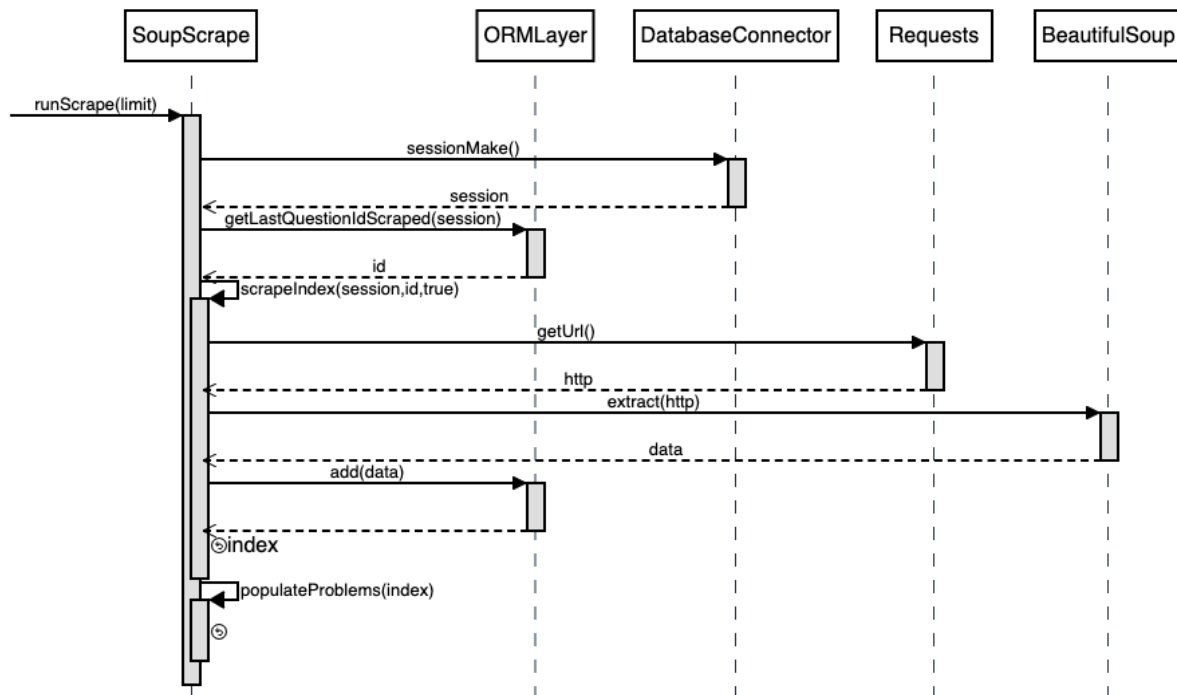 SoupScrape
ORMLayer
DatabaseConnector
Requests
BeautifulSoup
runScrape(limit)
sessionMake()
session
getLastQuestionIdScraped(session)
id
scrapeIndex(session,id,true)
getUrl()
http
extract(http)
data
add(data)
index
populateProblems(index)